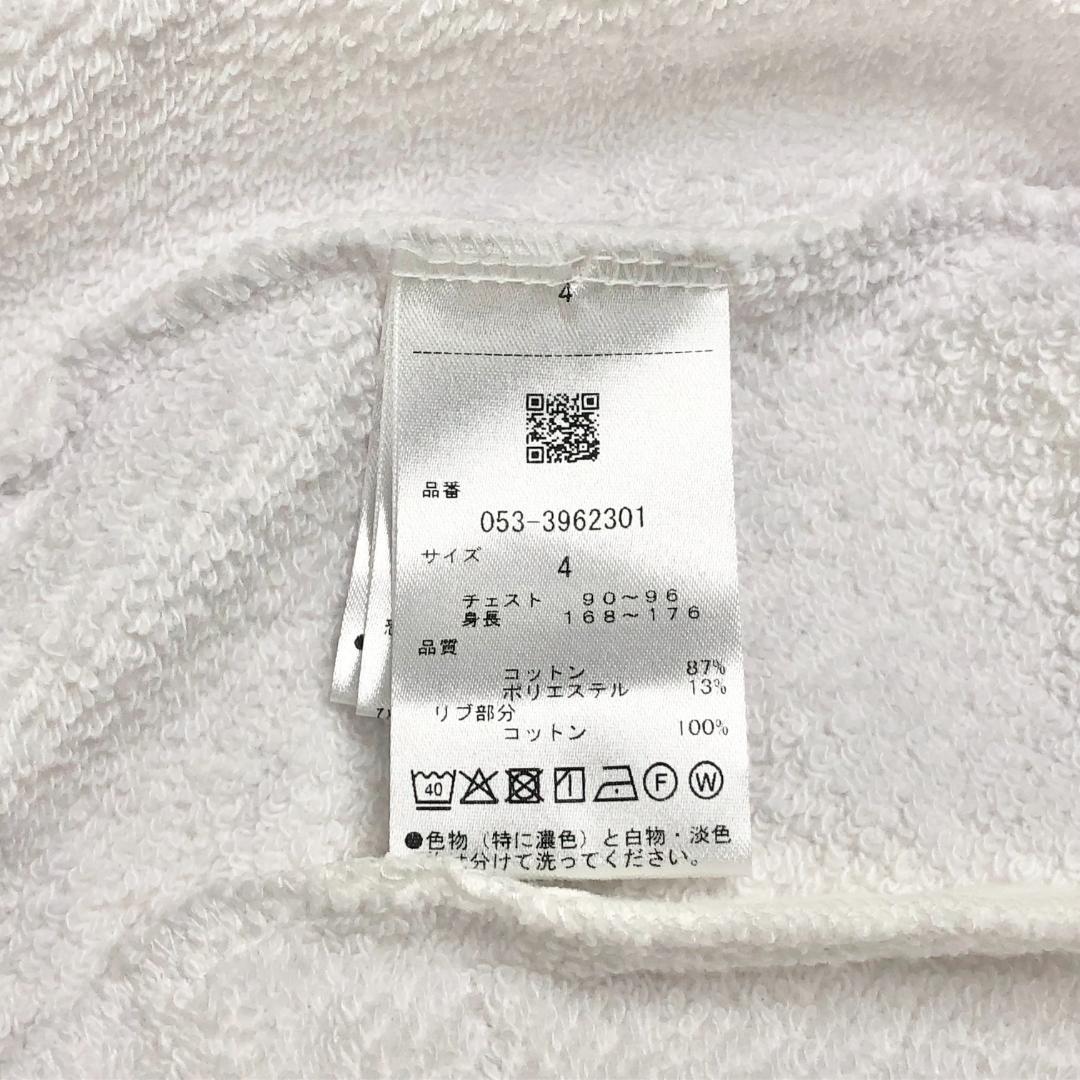 4
品番
053-3962301
サイズ
4
チェスト 90～96
身長 168～176
品質
コットン 87%
ポリエステル 13%
リブ部分
コットン 100%
40 F W
●色物（特に濃色）と白物・淡色
は分けて洗ってください。